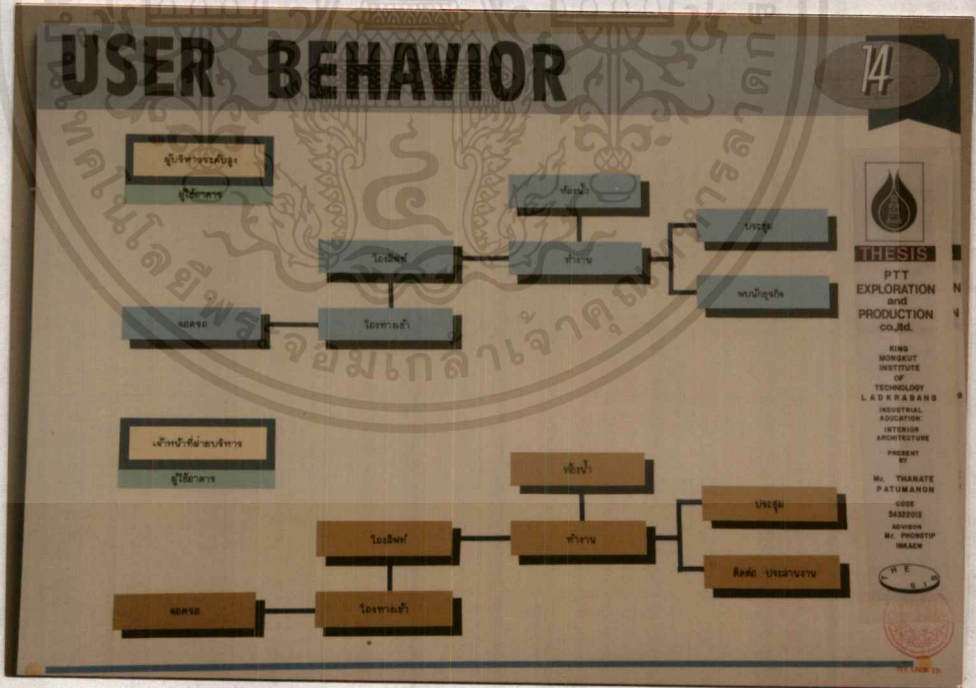 USER BEHAVIOR
14
ผู้บริหารระดับสูง
ผู้ใช้อาคาร
ห้องน้ำ
โถงลิฟท์
ทำงาน
ประชุม
พบนักธุรกิจ
จอดรถ
โถงทางเข้า
เจ้าหน้าที่ฝ่ายบริหาร
ผู้ใช้อาคาร
ห้องน้ำ
โถงลิฟท์
ทำงาน
ประชุม
ติดต่อ ประสานงาน
จอดรถ
โถงทางเข้า
THESIS
PTT
EXPLORATION
and
PRODUCTION
co.,ltd.
KING
MONGKUT
INSTITUTE
OF
TECHNOLOGY
LADKRABANG
INDUSTRIAL
ADUCATION
INTERIOR
ARCHITECTURE
PRESENT
BY
Mr. THANATE
PATUMANON
CODE
34322012
ADVISOR
Mr. PHONGTIP
INKAEW
THESIS